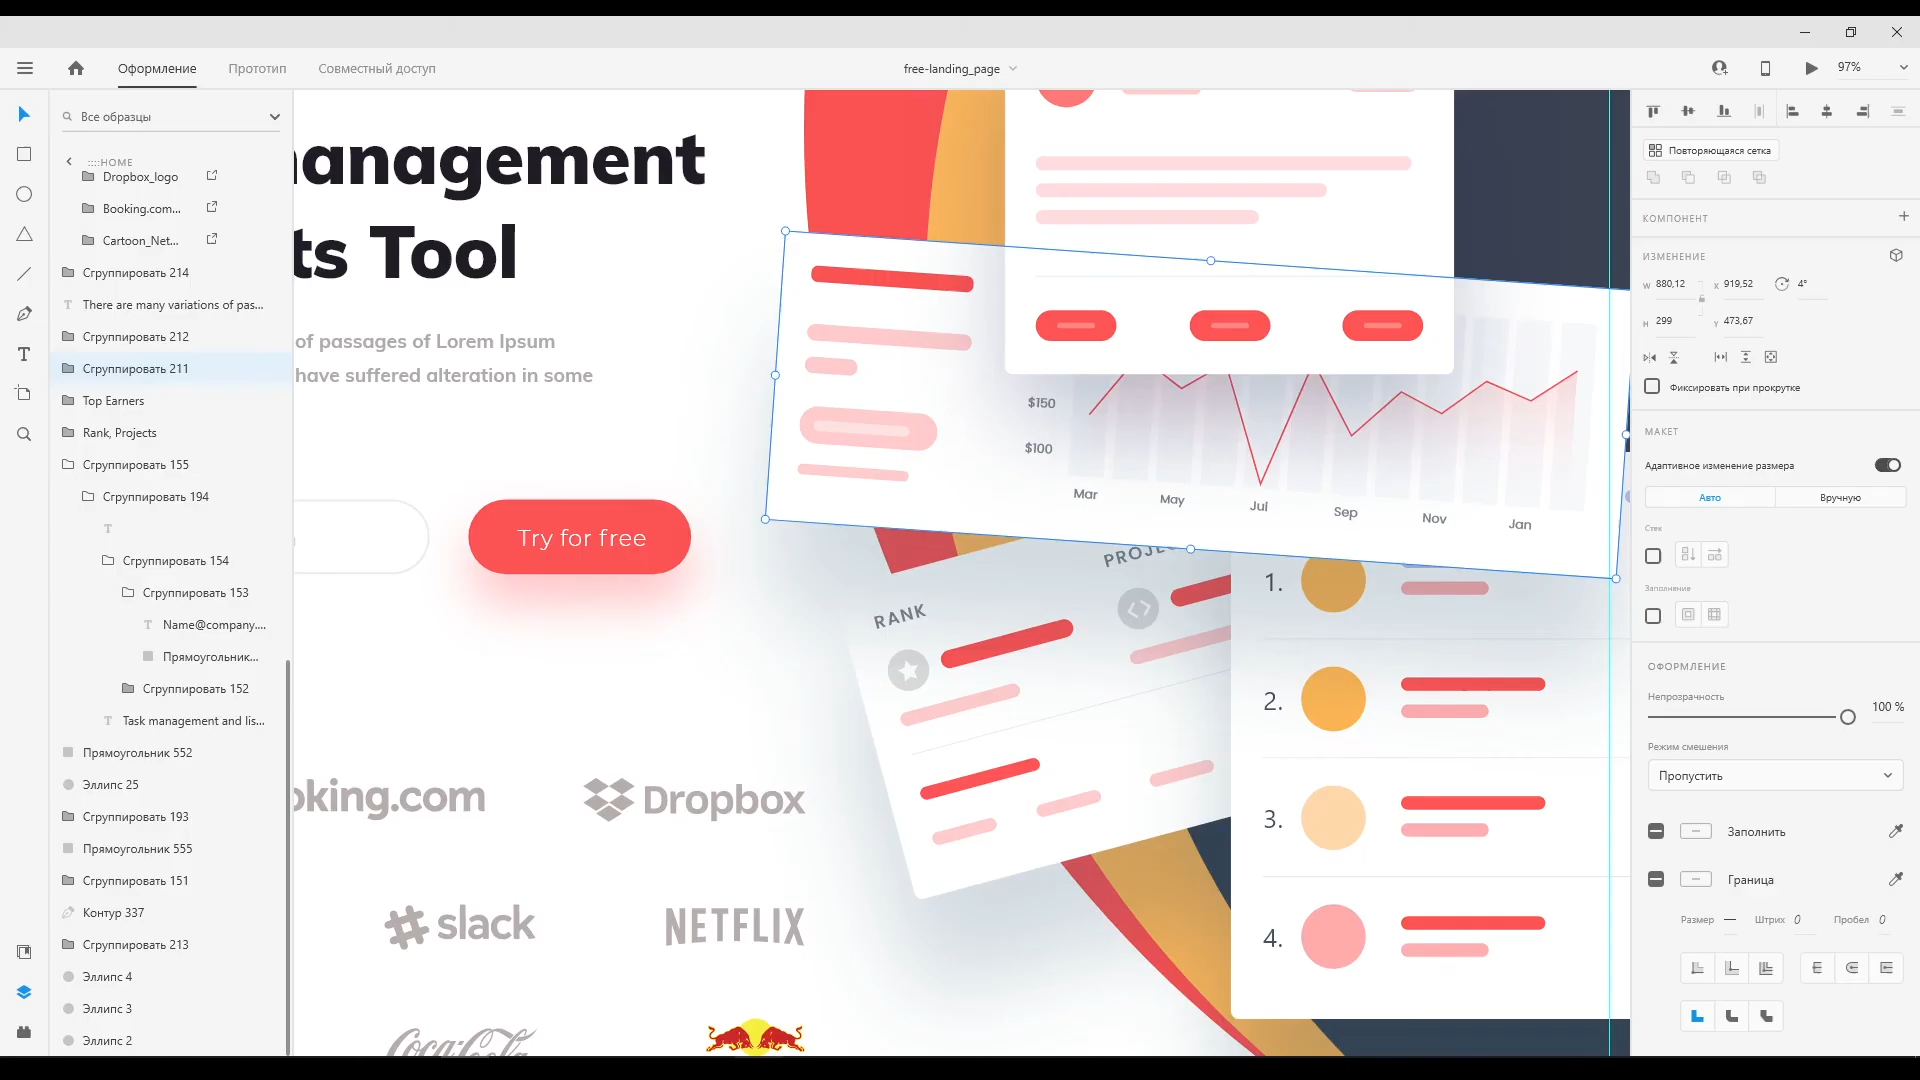 Оформление
Прототип
Совместный доступ
free-landing_page
97%
Все образцы
::::HOME
Dropbox_logo
Booking.com...
Cartoon_Net...
Сгруппировать 214
There are many variations of pas...
Сгруппировать 212
Сгруппировать 211
Top Earners
Rank, Projects
Сгруппировать 155
Сгруппировать 194
Сгруппировать 154
Сгруппировать 153
Name@company....
Прямоугольник...
Сгруппировать 152
Task management and lis...
Прямоугольник 552
Эллипс 25
Сгруппировать 193
Прямоугольник 555
Сгруппировать 151
Контур 337
Сгруппировать 213
Эллипс 4
Эллипс 3
Эллипс 2
anagement
ts Tool
of passages of Lorem Ipsum
have suffered alteration in some
Try for free
oking.com
Dropbox
slack
NETFLIX
Coca-Cola
$150
$100
Mar May Jul Sep Nov Jan
RANK
PROJEC
1.
2.
3.
4.
Повторяющаяся сетка
КОМПОНЕНТ
ИЗМЕНЕНИЕ
W 880,12 X 919,52 4°
H 299 Y 473,67
Фиксировать при прокрутке
МАКЕТ
Адаптивное изменение размера
Авто Вручную
Стек
Заполнение
ОФОРМЛЕНИЕ
Непрозрачность
100 %
Режим смешения
Пропустить
Заполнить
Граница
Размер Штрих 0 Пробел 0